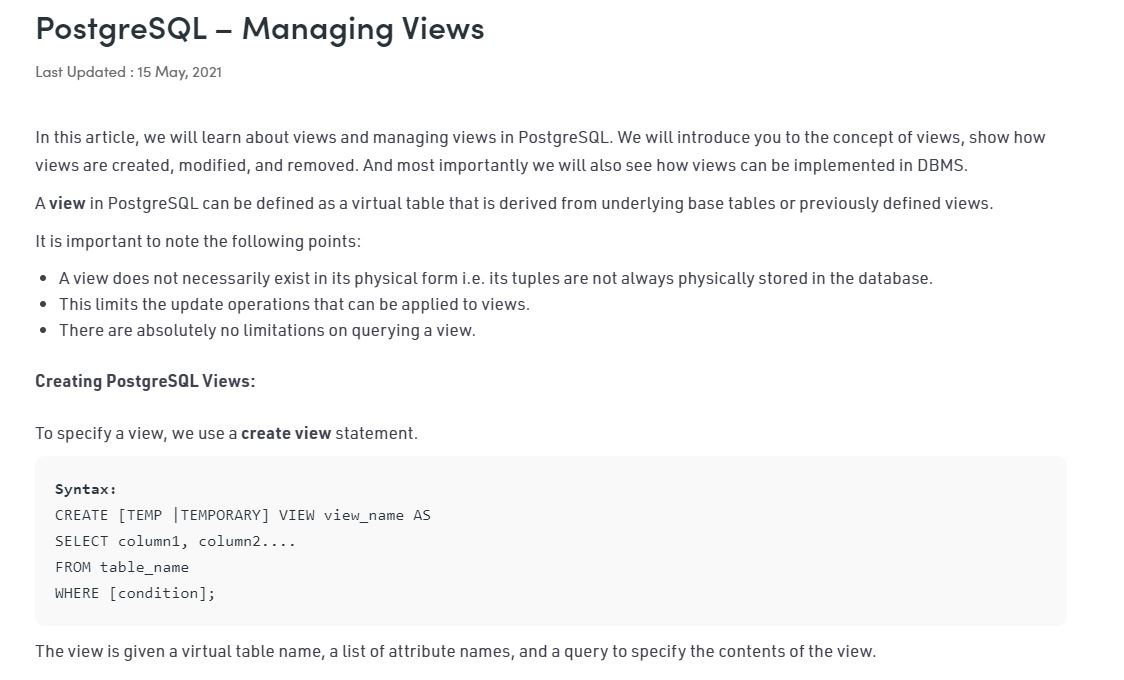 PostgreSQL – Managing Views
Last Updated : 15 May, 2021
In this article, we will learn about views and managing views in PostgreSQL. We will introduce you to the concept of views, show how
views are created, modified, and removed. And most importantly we will also see how views can be implemented in DBMS.
A view in PostgreSQL can be defined as a virtual table that is derived from underlying base tables or previously defined views.
It is important to note the following points:
• A view does not necessarily exist in its physical form i.e. its tuples are not always physically stored in the database.
• This limits the update operations that can be applied to views.
• There are absolutely no limitations on querying a view.
Creating PostgreSQL Views:
To specify a view, we use a create view statement.
Syntax:
CREATE [TEMP |TEMPORARY] VIEW view_name AS
SELECT column1, column2....
FROM table_name
WHERE [condition];
The view is given a virtual table name, a list of attribute names, and a query to specify the contents of the view.